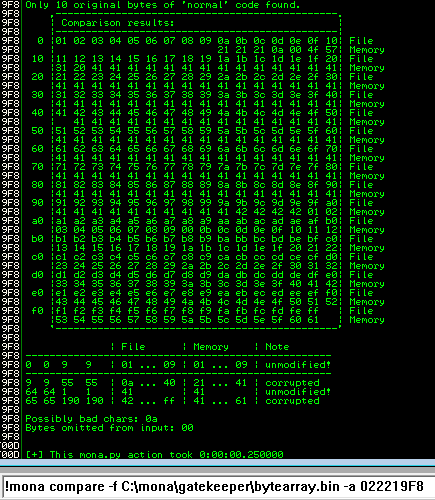 9F8 Only 10 original bytes of 'normal' code found.
9F8 Comparison results:
9F8 0 |01 02 03 04 05 06 07 08 09 0a 0b 0c 0d 0e 0f 10| File
9F8 | 21 21 21 0a 00 4f 57| Memory
9F8 10 |11 12 13 14 15 16 17 18 19 1a 1b 1c 1d 1e 1f 20| File
9F8 |31 20 41 41 41 41 41 41 41 41 41 41 41 41 41 41| Memory
9F8 20 |21 22 23 24 25 26 27 28 29 2a 2b 2c 2d 2e 2f 30| File
9F8 |41 41 41 41 41 41 41 41 41 41 41 41 41 41 41 41| Memory
9F8 30 |31 32 33 34 35 36 37 38 39 3a 3b 3c 3d 3e 3f 40| File
9F8 |41 41 41 41 41 41 41 41 41 41 41 41 41 41 41 41| Memory
9F8 40 |41 42 43 44 45 46 47 48 49 4a 4b 4c 4d 4e 4f 50| File
9F8 | 41 41 41 41 41 41 41 41 41 41 41 41 41 41 41| Memory
9F8 50 |51 52 53 54 55 56 57 58 59 5a 5b 5c 5d 5e 5f 60| File
9F8 |41 41 41 41 41 41 41 41 41 41 41 41 41 41 41 41| Memory
9F8 60 |61 62 63 64 65 66 67 68 69 6a 6b 6c 6d 6e 6f 70| File
9F8 |41 41 41 41 41 41 41 41 41 41 41 41 41 41 41 41| Memory
9F8 70 |71 72 73 74 75 76 77 78 79 7a 7b 7c 7d 7e 7f 80| File
9F8 |41 41 41 41 41 41 41 41 41 41 41 41 41 41 41 41| Memory
9F8 80 |81 82 83 84 85 86 87 88 89 8a 8b 8c 8d 8e 8f 90| File
9F8 |41 41 41 41 41 41 41 41 41 41 41 41 41 41 41 41| Memory
9F8 90 |91 92 93 94 95 96 97 98 99 9a 9b 9c 9d 9e 9f a0| File
9F8 |41 41 41 41 41 41 41 41 41 41 42 42 42 42 01 02| Memory
9F8 a0 |a1 a2 a3 a4 a5 a6 a7 a8 a9 aa ab ac ad ae af b0| File
9F8 |03 04 05 06 07 08 09 00 0b 0c 0d 0e 0f 10 11 12| Memory
9F8 b0 |b1 b2 b3 b4 b5 b6 b7 b8 b9 ba bb bc bd be bf c0| File
9F8 |13 14 15 16 17 18 19 1a 1b 1c 1d 1e 1f 20 21 22| Memory
9F8 c0 |c1 c2 c3 c4 c5 c6 c7 c8 c9 ca cb cc cd ce cf d0| File
9F8 |23 24 25 26 27 28 29 2a 2b 2c 2d 2e 2f 30 31 32| Memory
9F8 d0 |d1 d2 d3 d4 d5 d6 d7 d8 d9 da db dc dd de df e0| File
9F8 |33 34 35 36 37 38 39 3a 3b 3c 3d 3e 3f 40 41 42| Memory
9F8 e0 |e1 e2 e3 e4 e5 e6 e7 e8 e9 ea eb ec ed ee ef f0| File
9F8 |43 44 45 46 47 48 49 4a 4b 4c 4d 4e 4f 50 51 52| Memory
9F8 f0 |f1 f2 f3 f4 f5 f6 f7 f8 f9 fa fb fc fd fe ff | File
9F8 |53 54 55 56 57 58 59 5a 5b 5c 5d 5e 5f 60 61 | Memory
9F8 | File | Memory | Note
9F8 0 0 9 9 | 01 ... 09 | 01 ... 09 | unmodified!
9F8 9 9 55 55 | 0a ... 40 | 21 ... 41 | corrupted
9F8 64 64 1 1 | 41 | 41 | unmodified!
9F8 65 65 190 190 | 42 ... ff | 41 ... 61 | corrupted
9F8 Possibly bad chars: 0a
9F8 Bytes omitted from input: 00
00D
00D [+] This mona.py action took 0:00:00.250000
!mona compare -f C:\mona\gatekeeper\bytearray.bin -a 022219F8